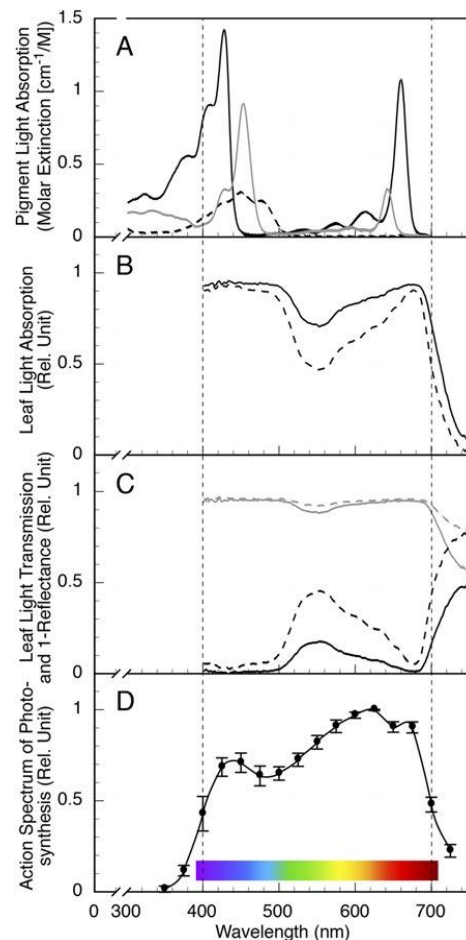 A
Pigment Light Absorption
(Molar Extinction [cm⁻¹/M])
1.5
1
0.5
0
B
Leaf Light Absorption
(Rel. Unit)
1
0.5
0
C
Leaf Light Transmission
and 1-Reflectance (Rel. Unit)
1
0.5
0
D
Action Spectrum of Photo-
synthesis (Rel. Unit)
1
0.5
0
0 300 400 500 600 700
Wavelength (nm)